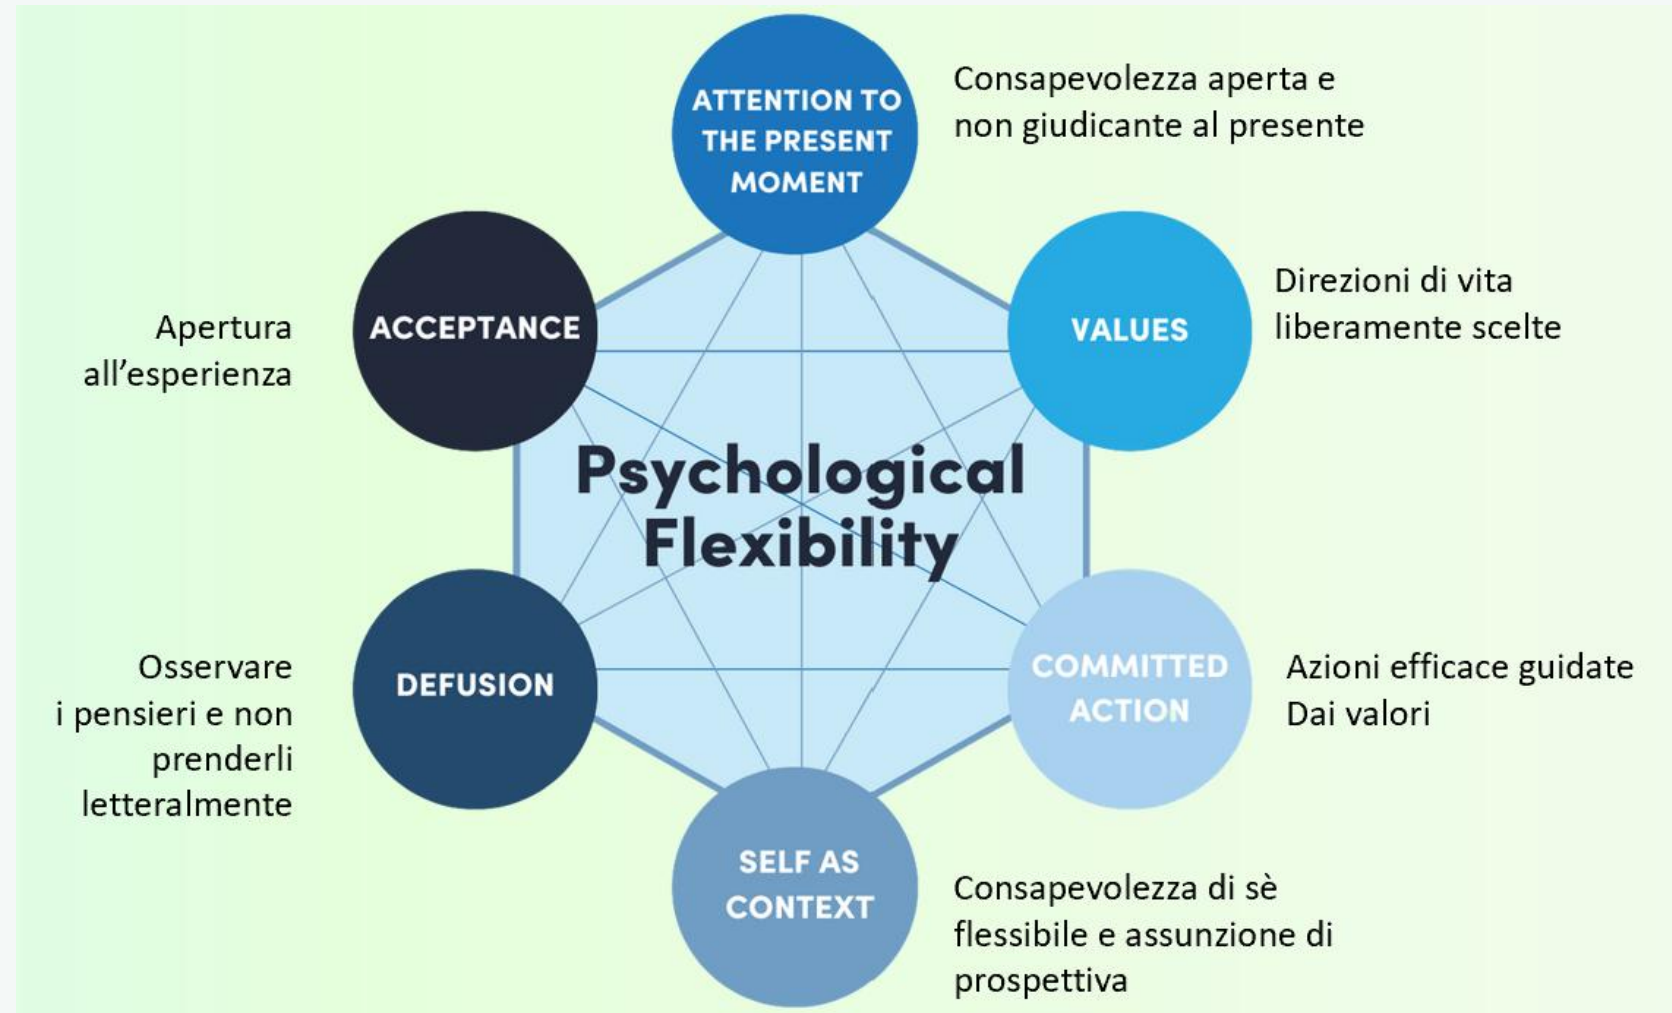 ATTENTION TO
THE PRESENT
MOMENT
Consapevolezza aperta e
non giudicante al presente
ACCEPTANCE
Apertura
all’esperienza
VALUES
Direzioni di vita
liberamente scelte
Psychological
Flexibility
DEFUSION
Osservare
i pensieri e non
prenderli
letteralmente
COMMITTED
ACTION
Azioni efficace guidate
Dai valori
SELF AS
CONTEXT
Consapevolezza di sè
flessibile e assunzione di
prospettiva